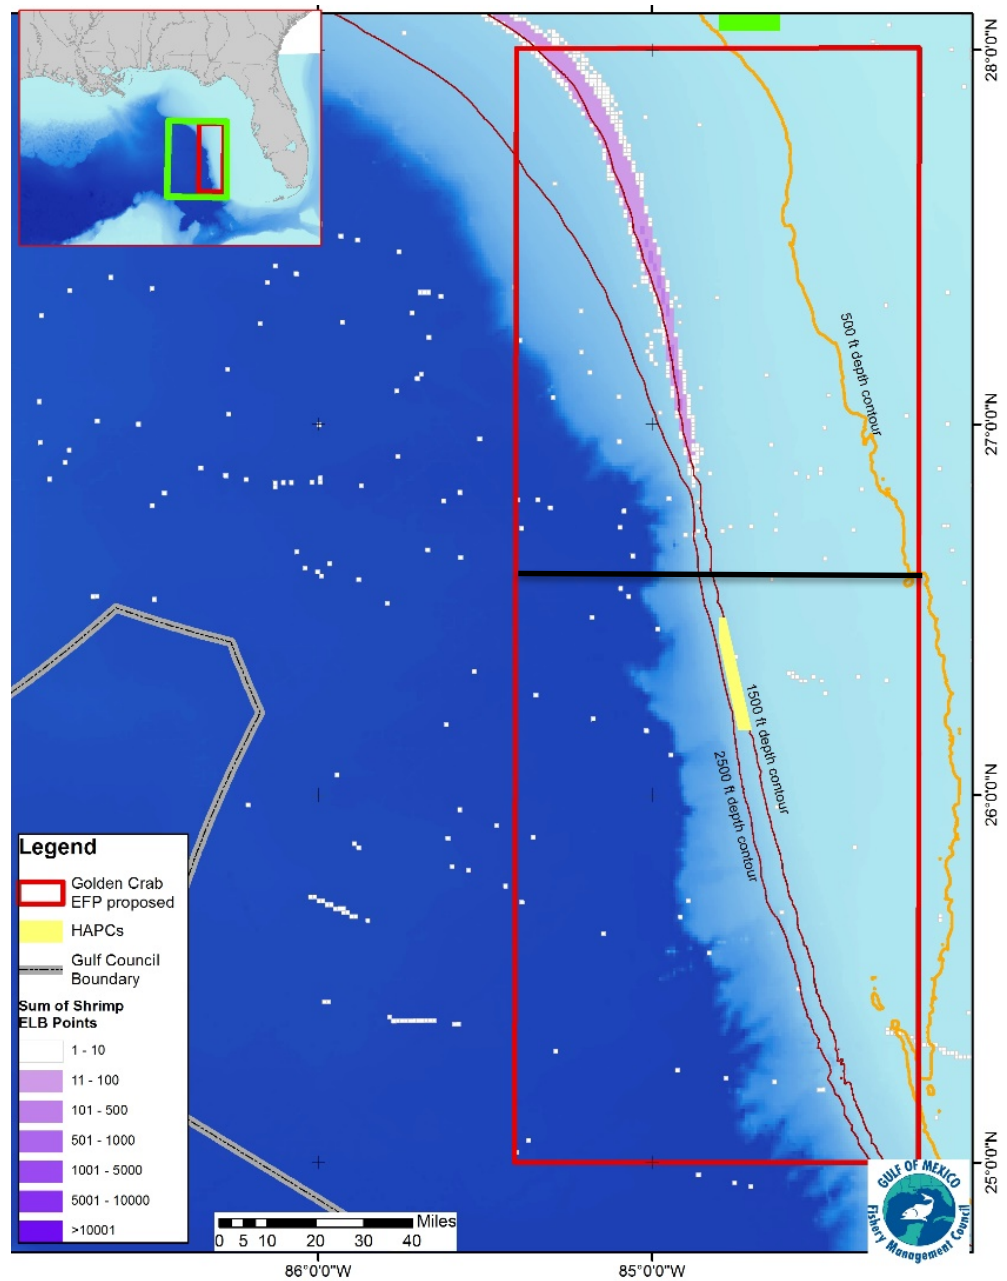 28°0'0"N
500 ft depth contour
27°0'0"N
1500 ft depth contour
2500 ft depth contour
26°0'0"N
Legend
Golden Crab
EFP proposed
HAPCs
Gulf Council
Boundary
Sum of Shrimp
ELB Points
1 - 10
11 - 100
101 - 500
501 - 1000
1001 - 5000
5001 - 10000
>10001
25°0'0"N
GULF OF MEXICO
Fishery Management Council
Miles
0 5 10 20 30 40
86°0'0"W
85°0'0"W